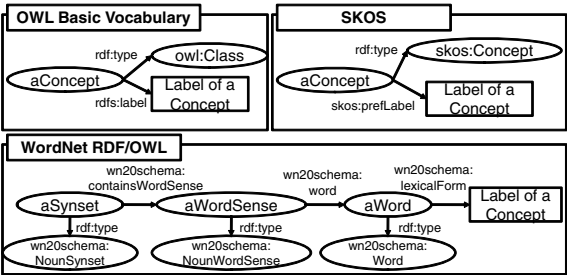 OWL Basic Vocabulary
rdf:type
owl:Class
aConcept
rdfs:label
Label of a
Concept
SKOS
rdf:type
skos:Concept
aConcept
skos:prefLabel
Label of a
Concept
WordNet RDF/OWL
wn20schema:
containsWordSense
wn20schema:
word
wn20schema:
lexicalForm
aSynset
aWordSense
aWord
Label of a
Concept
rdf:type
rdf:type
rdf:type
wn20schema:
NounSynset
wn20schema:
NounWordSense
wn20schema:
Word